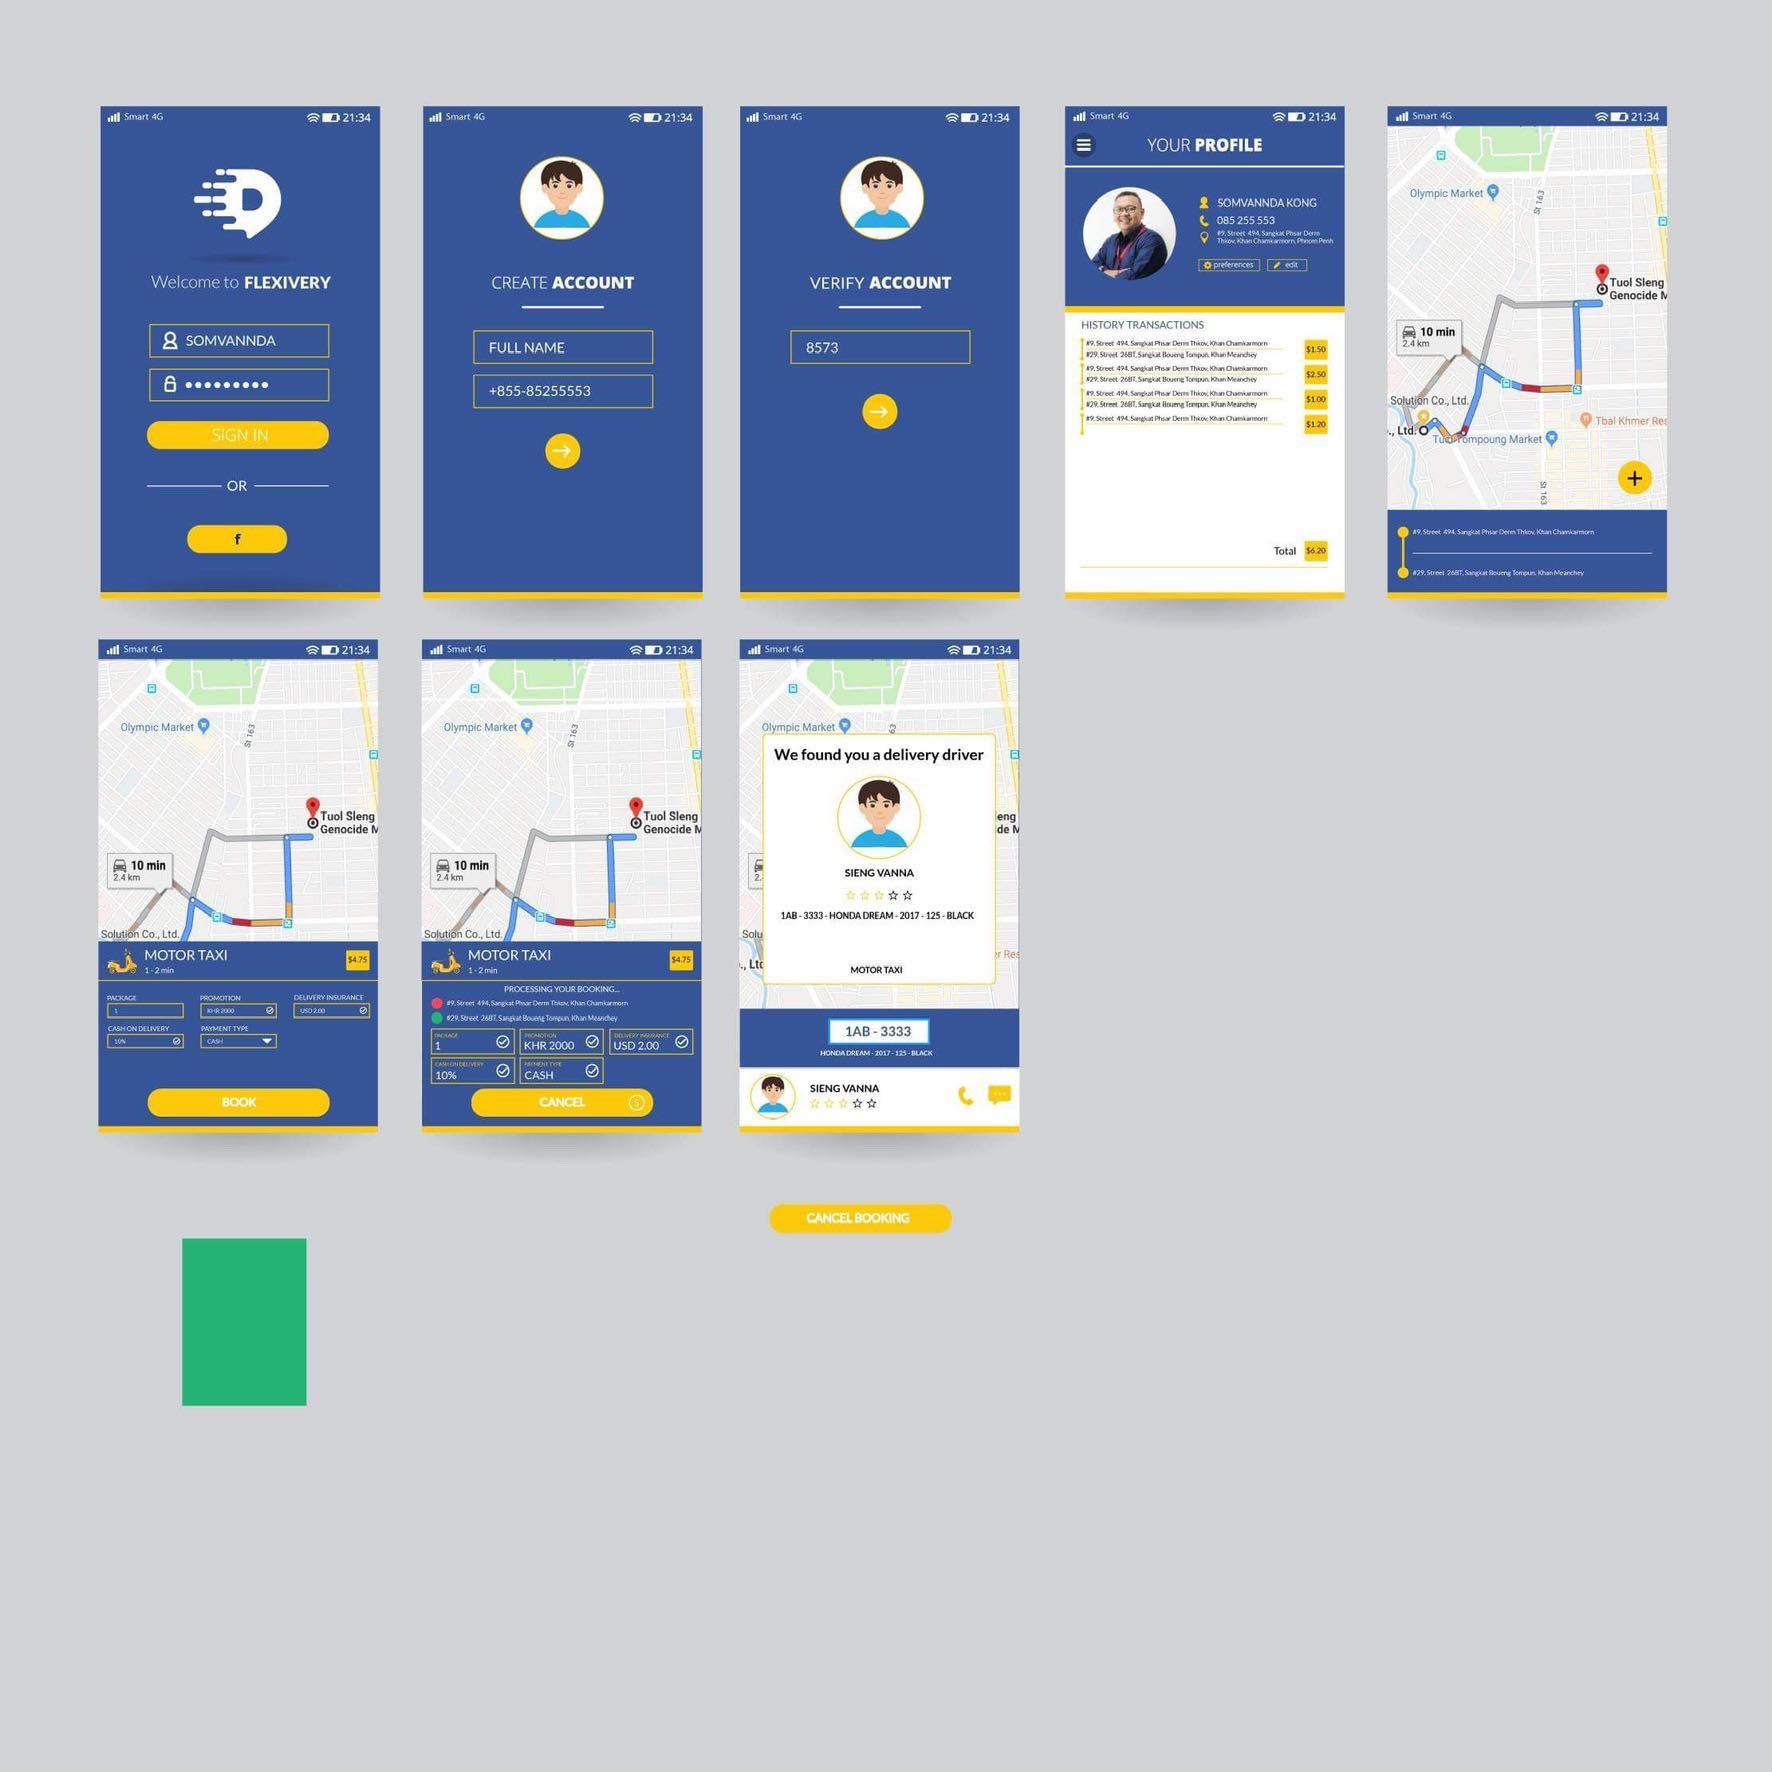 Smart 4G 21:34
Welcome to FLEXIVERY
SOMVANNDA
SIGN IN
OR
f
Smart 4G 21:34
CREATE ACCOUNT
FULL NAME
+855-85255553
Smart 4G 21:34
VERIFY ACCOUNT
8573
Smart 4G 21:34
YOUR PROFILE
SOMVANNDA KONG
085 255 553
#9, Street 494, Sangkat Phsar Derm
Thkov, Khan Chamkarmorn, Phnom Penh
preferences edit
HISTORY TRANSACTIONS
#9, Street 494, Sangkat Phsar Derm Thkov, Khan Chamkarmorn
$1.50
#29, Street 26BT, Sangkat Boueng Tompun, Khan Meanchey
#9, Street 494, Sangkat Phsar Derm Thkov, Khan Chamkarmorn
$2.50
#29, Street 26BT, Sangkat Boueng Tompun, Khan Meanchey
#9, Street 494, Sangkat Phsar Derm Thkov, Khan Chamkarmorn
$1.00
#29, Street 26BT, Sangkat Boueng Tompun, Khan Meanchey
#9, Street 494, Sangkat Phsar Derm Thkov, Khan Chamkarmorn
$1.20
Total $6.20
Smart 4G 21:34
Olympic Market
St 163
Tuol Sleng
Genocide M
10 min
2.4 km
Solution Co., Ltd.
Tbal Khmer Res
., Ltd.
Tuol Tompoung Market
St 163
#9, Street 494, Sangkat Phsar Derm Thkov, Khan Chamkarmorn
#29, Street 26BT, Sangkat Boueng Tompun, Khan Meanchey
Smart 4G 21:34
Olympic Market
St 163
Tuol Sleng
Genocide M
10 min
2.4 km
Solution Co., Ltd.
MOTOR TAXI
1 - 2 min
$4.75
PACKAGE PROMOTION DELIVERY INSURANCE
1 KHR 2000 USD 2.00
CASH ON DELIVERY PAYMENT TYPE
10% CASH
BOOK
Smart 4G 21:34
Olympic Market
St 163
Tuol Sleng
Genocide M
10 min
2.4 km
Solution Co., Ltd.
MOTOR TAXI
1 - 2 min
$4.75
PROCESSING YOUR BOOKING...
#9, Street 494, Sangkat Phsar Derm Thkov, Khan Chamkarmorn
#29, Street 26BT, Sangkat Boueng Tompun, Khan Meanchey
PACKAGE PROMOTION DELIVERY INSURANCE
1 KHR 2000 USD 2.00
CASH ON DELIVERY PAYMENT TYPE
10% CASH
CANCEL 5
Smart 4G 21:34
Olympic Market
63
We found you a delivery driver
eng
de M
2.
SIENG VANNA
1AB - 3333 - HONDA DREAM - 2017 - 125 - BLACK
Solu
r Res
., Ltd
MOTOR TAXI
1AB - 3333
HONDA DREAM - 2017 - 125 - BLACK
SIENG VANNA
CANCEL BOOKING